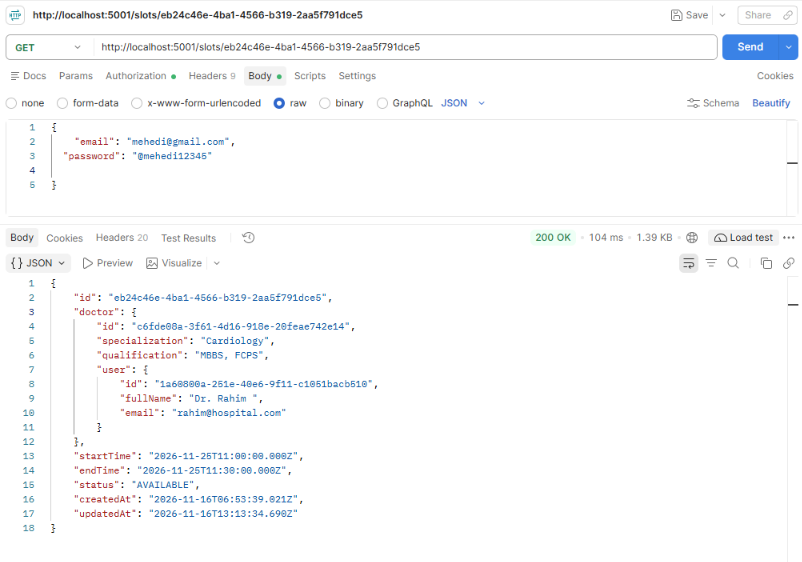 HTTP http://localhost:5001/slots/eb24c46e-4ba1-4566-b319-2aa5f791dce5 Save Share
GET http://localhost:5001/slots/eb24c46e-4ba1-4566-b319-2aa5f791dce5 Send
Docs Params Authorization Headers 9 Body Scripts Settings Cookies
none form-data x-www-form-urlencoded raw binary GraphQL JSON Schema Beautify
1 {
2 "email": "mehedi@gmail.com",
3 "password": "@mehedi12345"
4
5 }
Body Cookies Headers 20 Test Results 200 OK • 104 ms • 1.39 KB • Load test
{} JSON Preview Visualize
1 {
2 "id": "eb24c46e-4ba1-4566-b319-2aa5f791dce5",
3 "doctor": {
4 "id": "c6fde08a-3f61-4d16-918e-20feae742e14",
5 "specialization": "Cardiology",
6 "qualification": "MBBS, FCPS",
7 "user": {
8 "id": "1a60800a-251e-40e6-9f11-c1051bacb510",
9 "fullName": "Dr. Rahim ",
10 "email": "rahim@hospital.com"
11 }
12 },
13 "startTime": "2026-11-25T11:00:00.000Z",
14 "endTime": "2026-11-25T11:30:00.000Z",
15 "status": "AVAILABLE",
16 "createdAt": "2026-11-16T06:53:39.021Z",
17 "updatedAt": "2026-11-16T13:13:34.690Z"
18 }